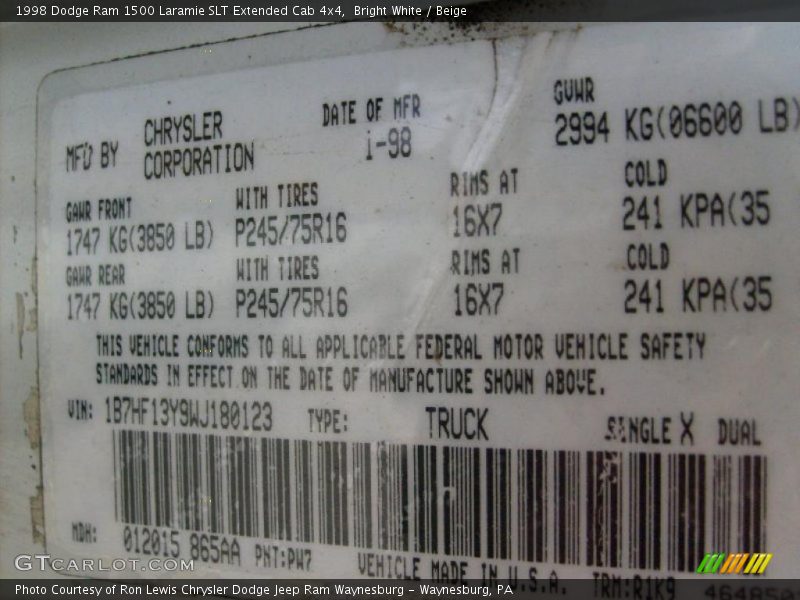 1998 Dodge Ram 1500 Laramie SLT Extended Cab 4x4, Bright White / Beige
MF'D BY CHRYSLER CORPORATION
DATE OF MFR 1-98
GVWR 2994 KG(06600 LB)
GAWR FRONT WITH TIRES RIMS AT COLD
1747 KG(3850 LB) P245/75R16 16X7 241 KPA(35
GAWR REAR WITH TIRES RIMS AT COLD
1747 KG(3850 LB) P245/75R16 16X7 241 KPA(35
THIS VEHICLE CONFORMS TO ALL APPLICABLE FEDERAL MOTOR VEHICLE SAFETY
STANDARDS IN EFFECT ON THE DATE OF MANUFACTURE SHOWN ABOVE.
VIN: 1B7HF13Y9WJ180123 TYPE: TRUCK SINGLE X DUAL
MDH: 012015 865AA PNT:PW7
VEHICLE MADE IN U.S.A. TRM:R1K9
GTCARLOT.COM
Photo Courtesy of Ron Lewis Chrysler Dodge Jeep Ram Waynesburg - Waynesburg, PA